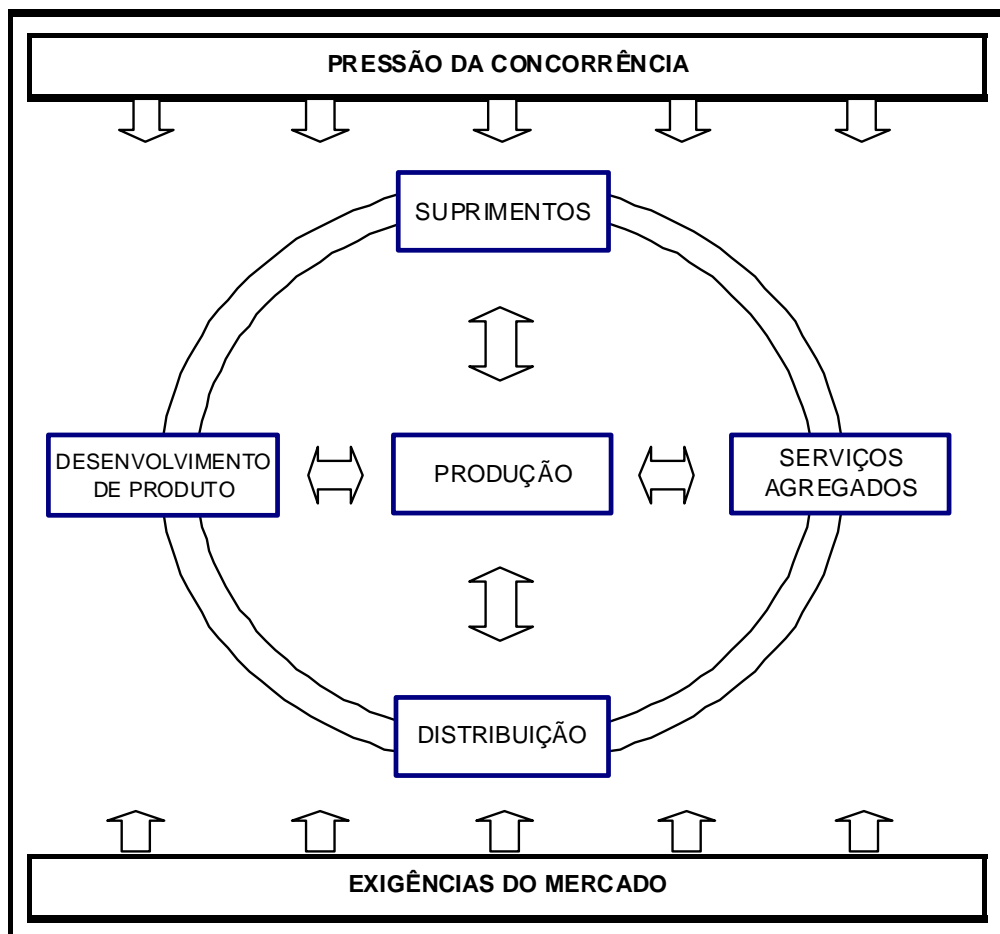 PRESSÃO DA CONCORRÊNCIA
SUPRIMENTOS
DESENVOLVIMENTO
DE PRODUTO
PRODUÇÃO
SERVIÇOS
AGREGADOS
DISTRIBUIÇÃO
EXIGÊNCIAS DO MERCADO